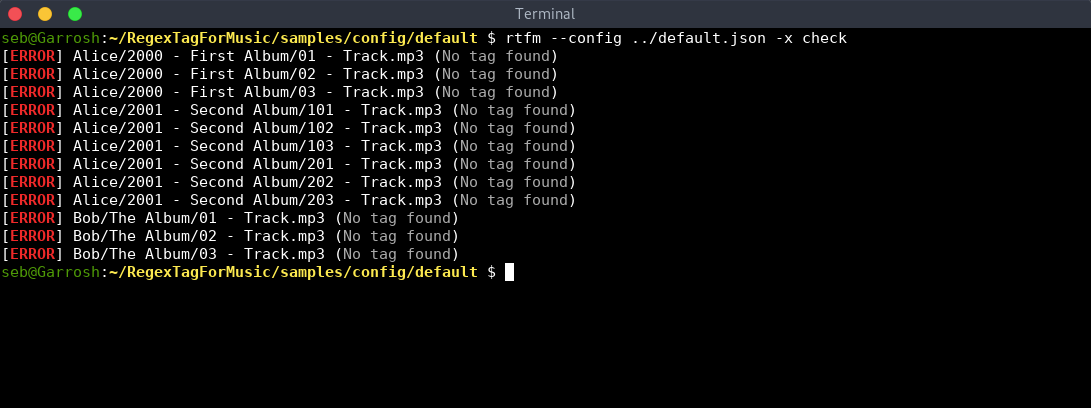 Terminal
seb@Garrosh:~/RegexTagForMusic/samples/config/default $ rtfm --config ../default.json -x check
[ERROR] Alice/2000 - First Album/01 - Track.mp3 (No tag found)
[ERROR] Alice/2000 - First Album/02 - Track.mp3 (No tag found)
[ERROR] Alice/2000 - First Album/03 - Track.mp3 (No tag found)
[ERROR] Alice/2001 - Second Album/101 - Track.mp3 (No tag found)
[ERROR] Alice/2001 - Second Album/102 - Track.mp3 (No tag found)
[ERROR] Alice/2001 - Second Album/103 - Track.mp3 (No tag found)
[ERROR] Alice/2001 - Second Album/201 - Track.mp3 (No tag found)
[ERROR] Alice/2001 - Second Album/202 - Track.mp3 (No tag found)
[ERROR] Alice/2001 - Second Album/203 - Track.mp3 (No tag found)
[ERROR] Bob/The Album/01 - Track.mp3 (No tag found)
[ERROR] Bob/The Album/02 - Track.mp3 (No tag found)
[ERROR] Bob/The Album/03 - Track.mp3 (No tag found)
seb@Garrosh:~/RegexTagForMusic/samples/config/default $